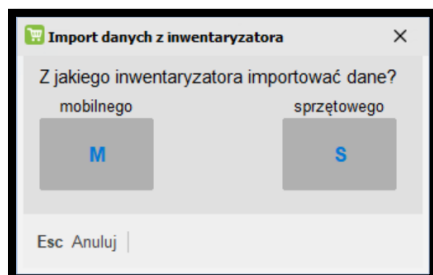 Import danych z inwentaryzatora
Z jakiego inwentaryzatora importować dane?
mobilnego sprzętowego
M S
Esc Anuluj